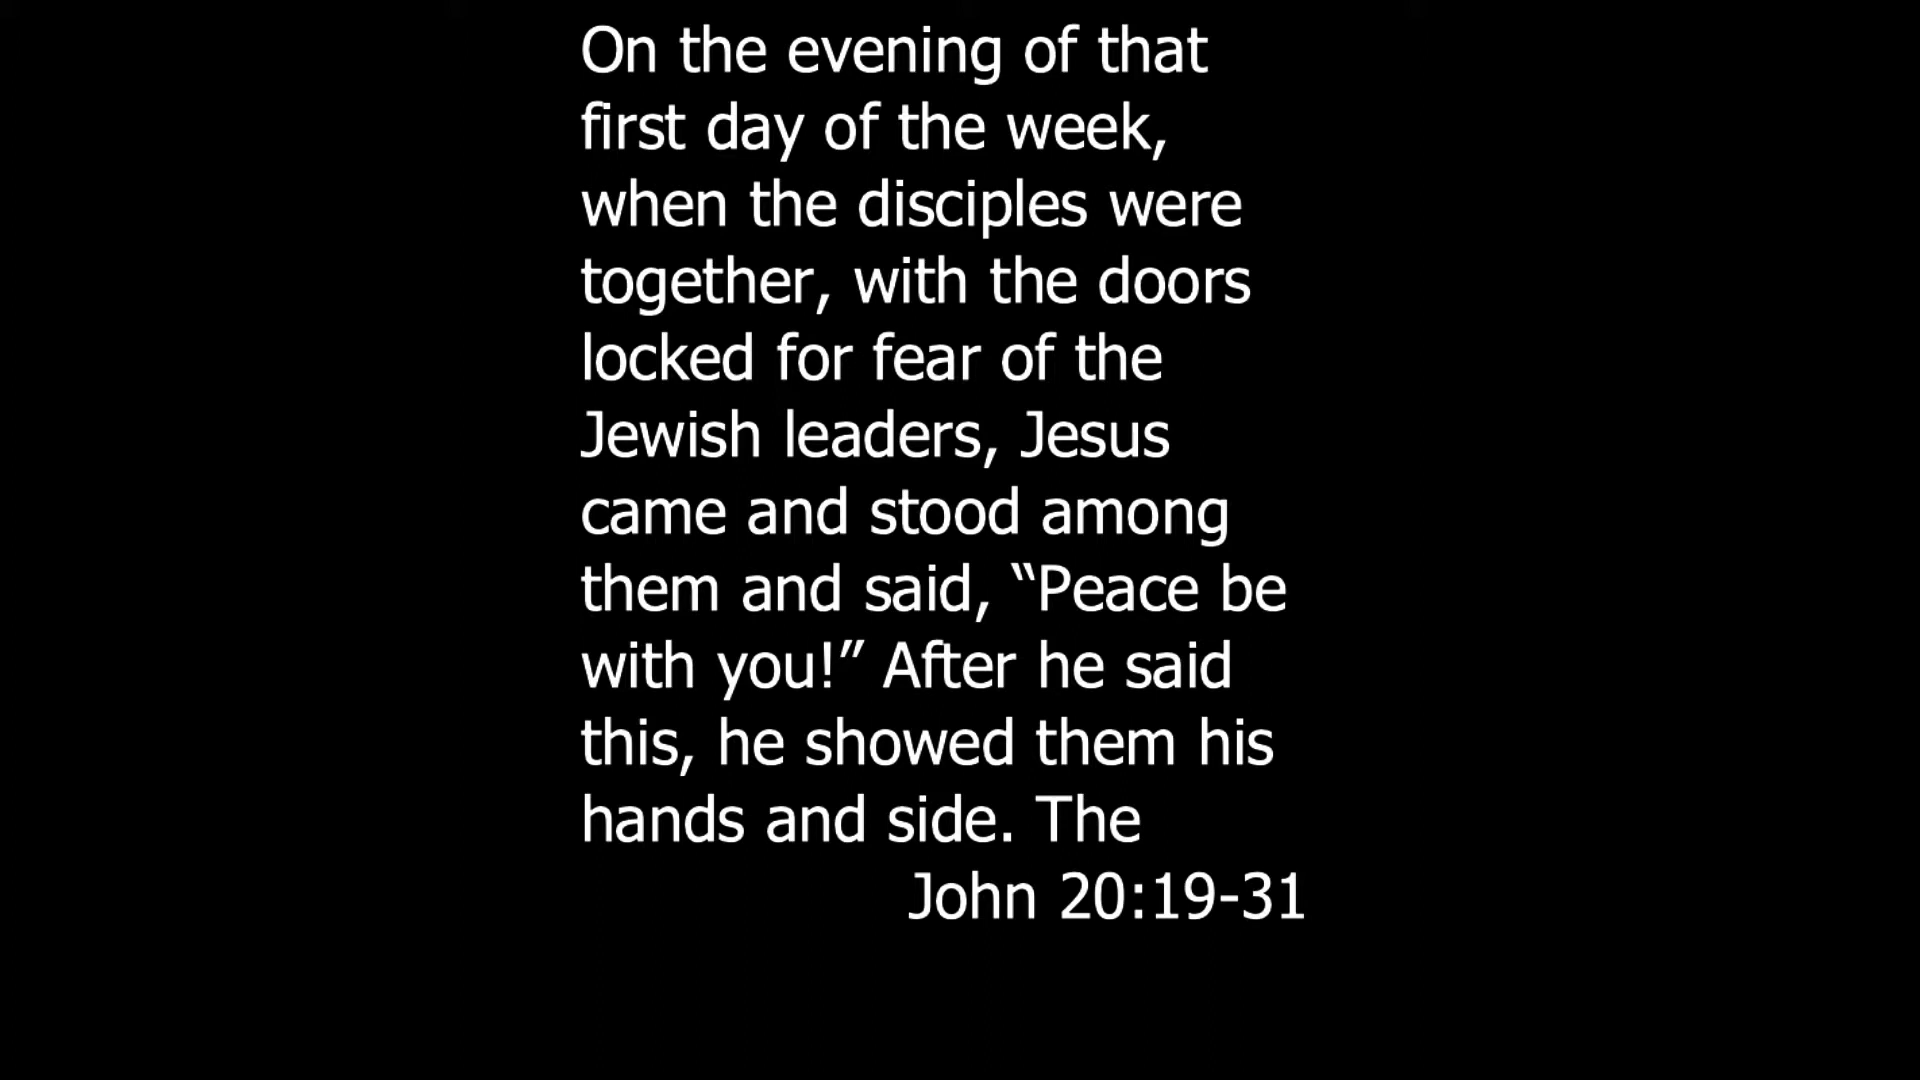 On the evening of that
first day of the week,
when the disciples were
together, with the doors
locked for fear of the
Jewish leaders, Jesus
came and stood among
them and said, “Peace be
with you!” After he said
this, he showed them his
hands and side. The
John 20:19-31